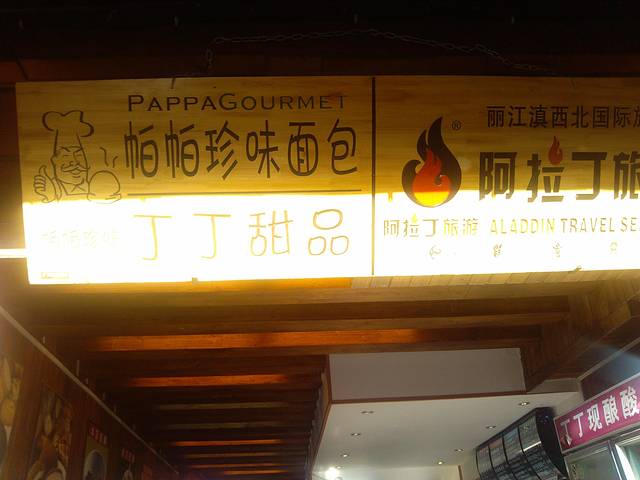 PAPPAGOURMET
帕帕珍味面包
帕帕珍味
丁丁甜品
®
丽江滇西北国际旅
阿拉丁旅
阿拉丁旅游 ALADDIN TRAVEL SE
丁丁现酿酸